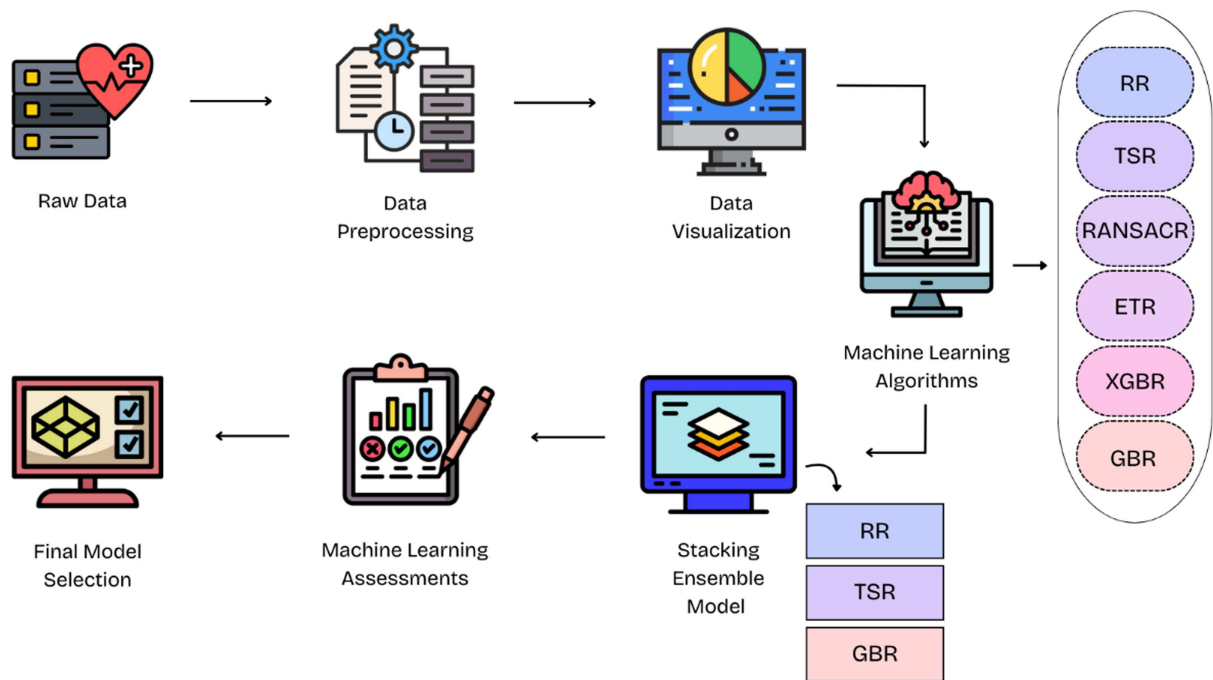 Raw Data
Data
Preprocessing
Data
Visualization
Machine Learning
Algorithms
RR
TSR
RANSACR
ETR
XGBR
GBR
Stacking
Ensemble
Model
RR
TSR
GBR
Machine Learning
Assessments
Final Model
Selection